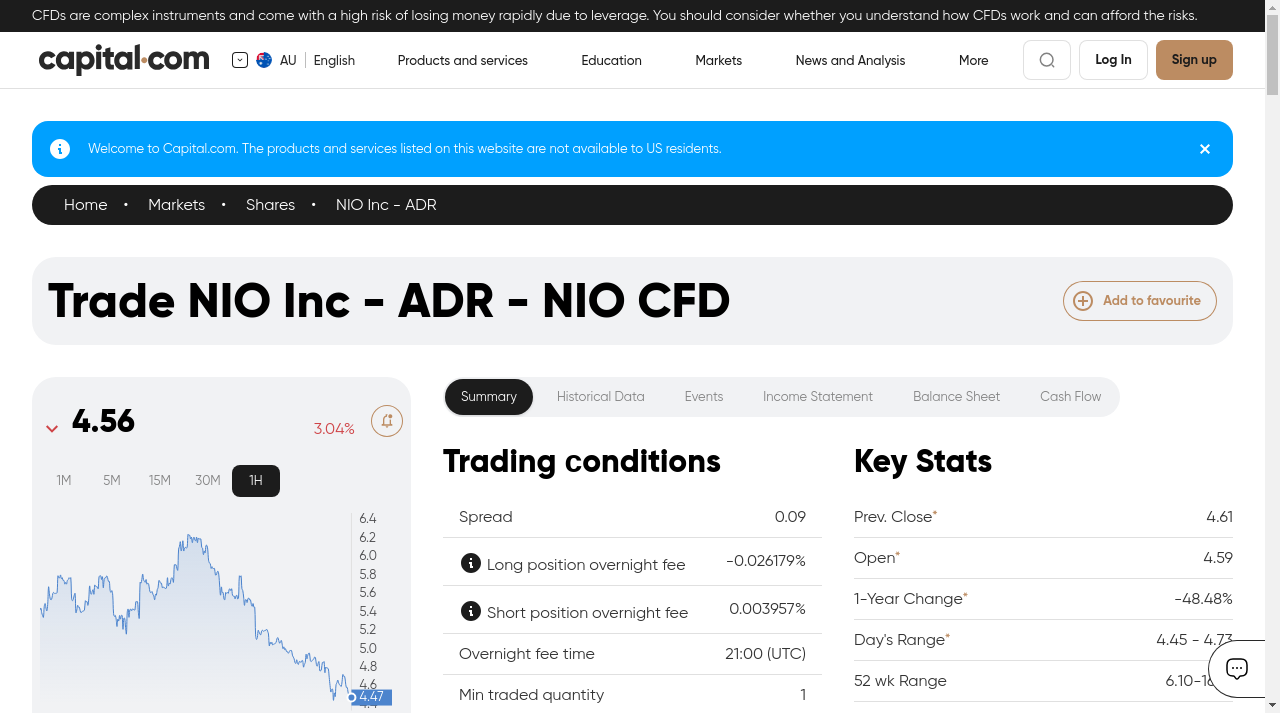 CFDs are complex instruments and come with a high risk of losing money rapidly due to leverage. You should consider whether you understand how CFDs work and can afford the risks.
capital.com
AU
English
Products and services
Education
Markets
News and Analysis
More
Log In
Sign up
Welcome to Capital.com. The products and services listed on this website are not available to US residents.
Home • Markets • Shares • NIO Inc - ADR
Trade NIO Inc - ADR - NIO CFD
Add to favourite
4.56
3.04%
1M 5M 15M 30M 1H
6.4
6.2
6.0
5.8
5.6
5.4
5.2
5.0
4.8
4.6
4.47
Summary
Historical Data
Events
Income Statement
Balance Sheet
Cash Flow
Trading conditions
Spread 0.09
Long position overnight fee -0.026179%
Short position overnight fee 0.003957%
Overnight fee time 21:00 (UTC)
Min traded quantity 1
Key Stats
Prev. Close* 4.61
Open* 4.59
1-Year Change* -48.48%
Day's Range* 4.45 - 4.73
52 wk Range